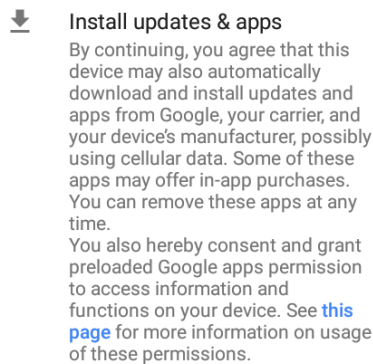 Install updates & apps
By continuing, you agree that this
device may also automatically
download and install updates and
apps from Google, your carrier, and
your device's manufacturer, possibly
using cellular data. Some of these
apps may offer in-app purchases.
You can remove these apps at any
time.
You also hereby consent and grant
preloaded Google apps permission
to access information and
functions on your device. See this
page for more information on usage
of these permissions.